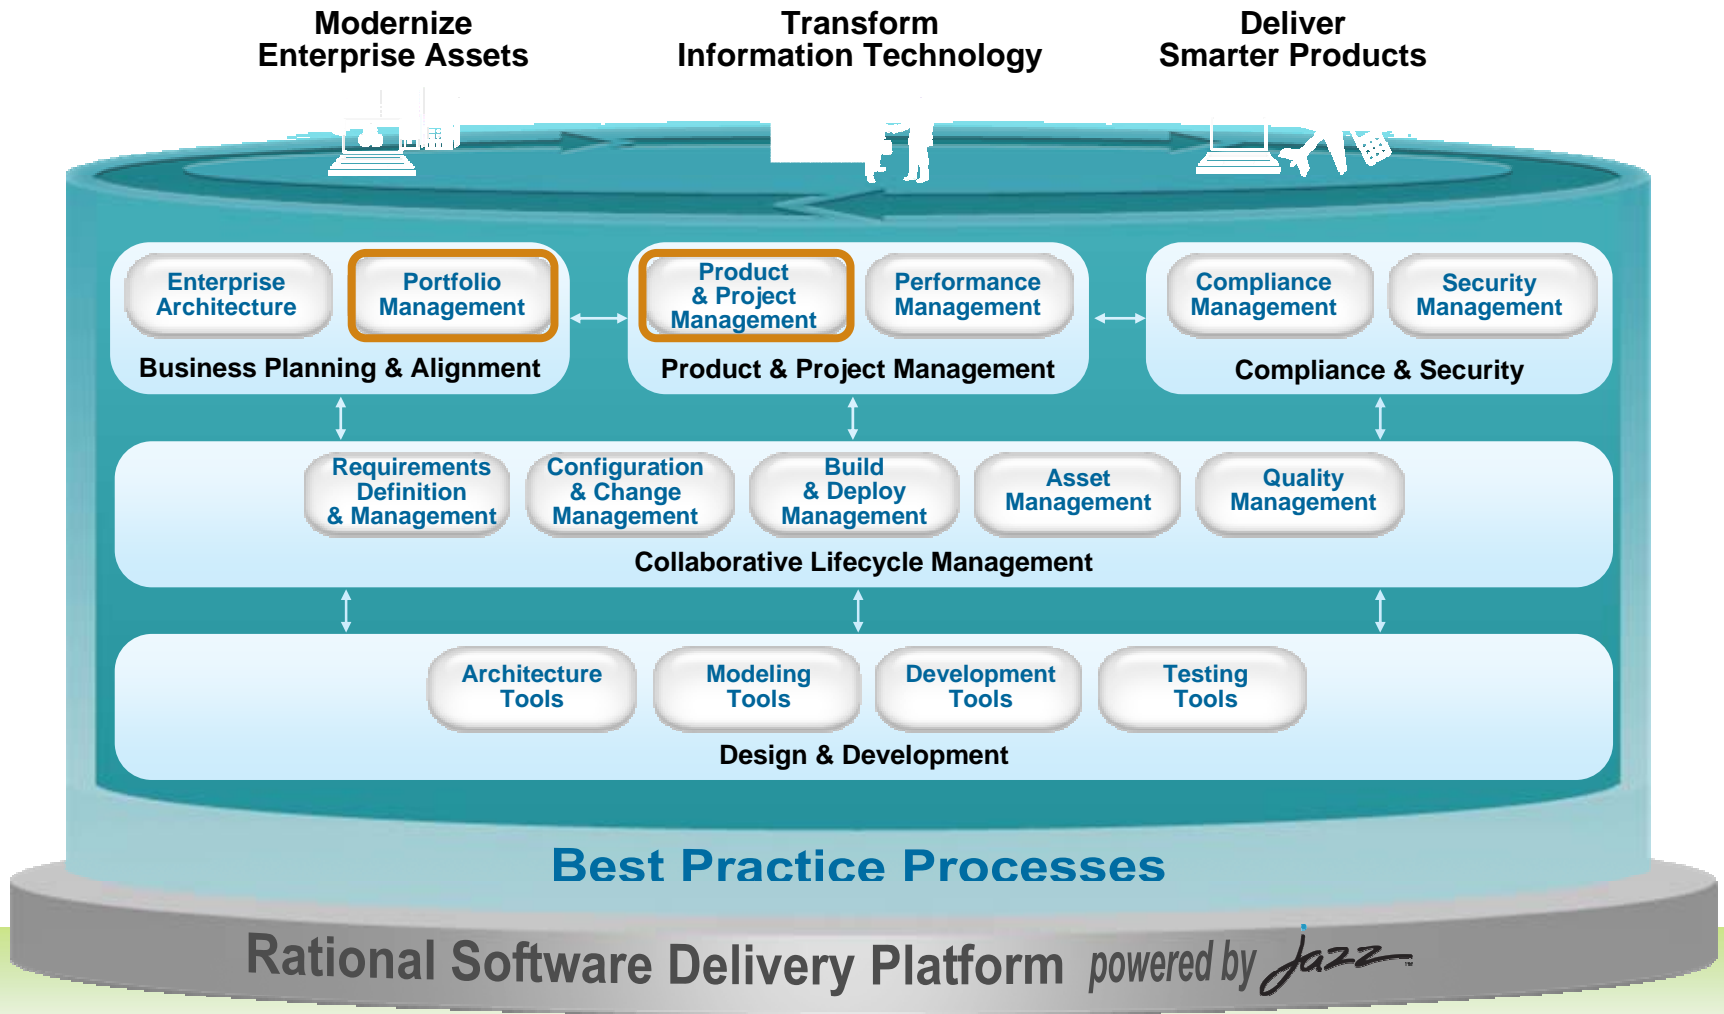 Modernize
Enterprise Assets
Transform
Information Technology
Deliver
Smarter Products
Enterprise
Architecture
Portfolio
Management
Business Planning & Alignment
Product
& Project
Management
Performance
Management
Product & Project Management
Compliance
Management
Security
Management
Compliance & Security
Requirements
Definition
& Management
Configuration
& Change
Management
Build
& Deploy
Management
Asset
Management
Quality
Management
Collaborative Lifecycle Management
Architecture
Tools
Modeling
Tools
Development
Tools
Testing
Tools
Design & Development
Best Practice Processes
Rational Software Delivery Platform powered by Jazz™